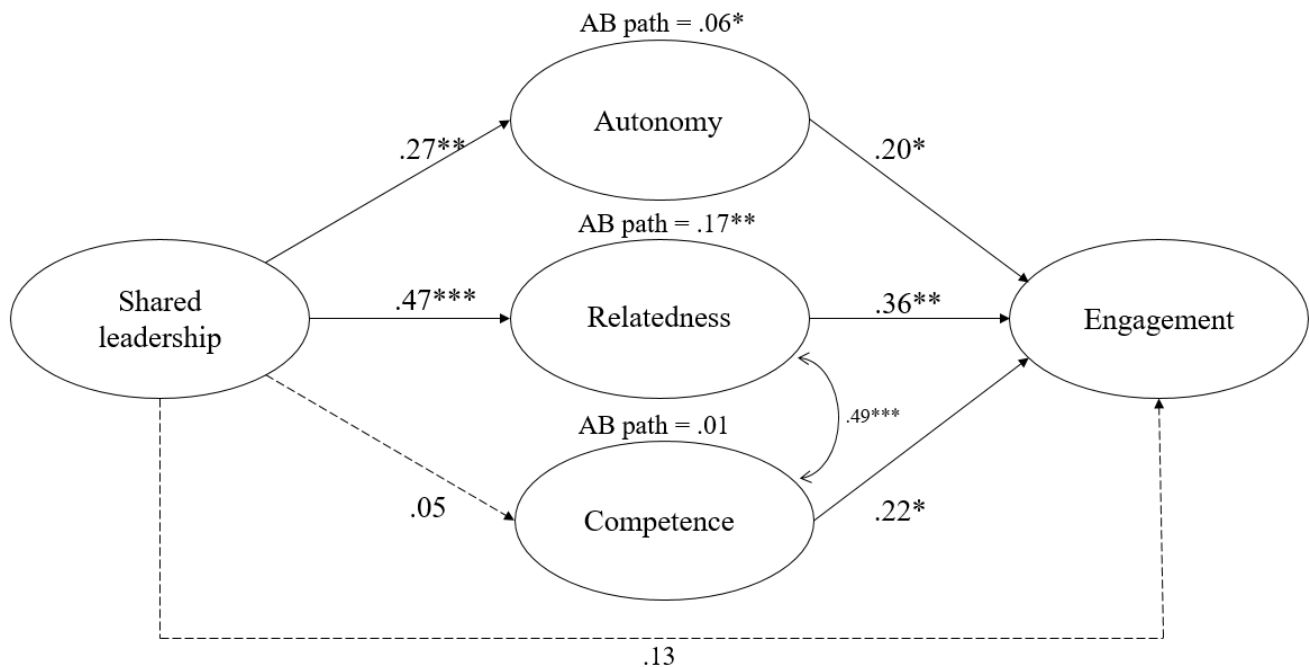 AB path = .06*
Autonomy
.27**
.20*
AB path = .17**
Shared
leadership
.47***
Relatedness
.36**
Engagement
AB path = .01
.49***
.05
Competence
.22*
.13